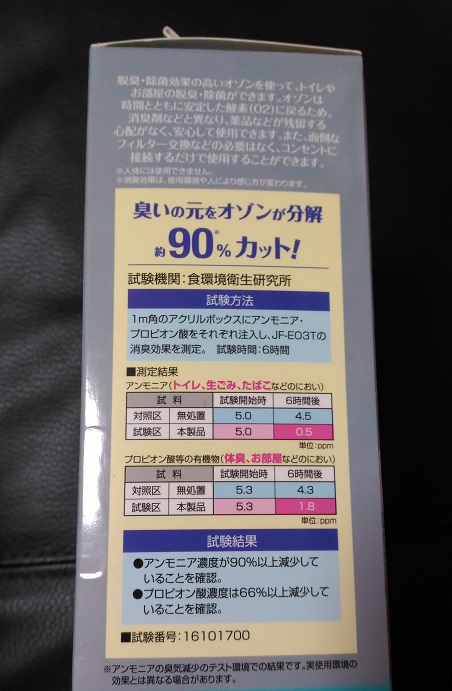 脱臭・除菌効果の高いオゾンを使って、トイレや
お部屋の脱臭・除菌ができます。オゾンは
時間とともに安定した酸素(O2)に戻るため、
消臭剤などと異なり、薬品などが残留する
心配がなく、安心して使用できます。また、面倒な
フィルター交換などの必要はなく、コンセントに
接続するだけで使用することができます。
※人体には使用できません。
※消臭効果は、使用環境や人により感じ方が変わります。
臭いの元をオゾンが分解
約90%※カット!
試験機関:食環境衛生研究所
試験方法
1m角のアクリルボックスにアンモニア・
プロピオン酸をそれぞれ注入し、JF-EO3Tの
消臭効果を測定。 試験時間:6時間
■測定結果
アンモニア(トイレ、生ごみ、たばこなどのにおい)
試 料 試験開始時 6時間後
対照区 無処置 5.0 4.5
試験区 本製品 5.0 0.5
単位:ppm
プロピオン酸等の有機物(体臭、お部屋などのにおい)
試 料 試験開始時 6時間後
対照区 無処置 5.3 4.3
試験区 本製品 5.3 1.8
単位:ppm
試験結果
●アンモニア濃度が90%以上減少して
いることを確認。
●プロピオン酸濃度は66%以上減少して
いることを確認。
■試験番号:16101700
※アンモニアの臭気減少のテスト環境での結果です。実使用環境の
効果とは異なる場合があります。